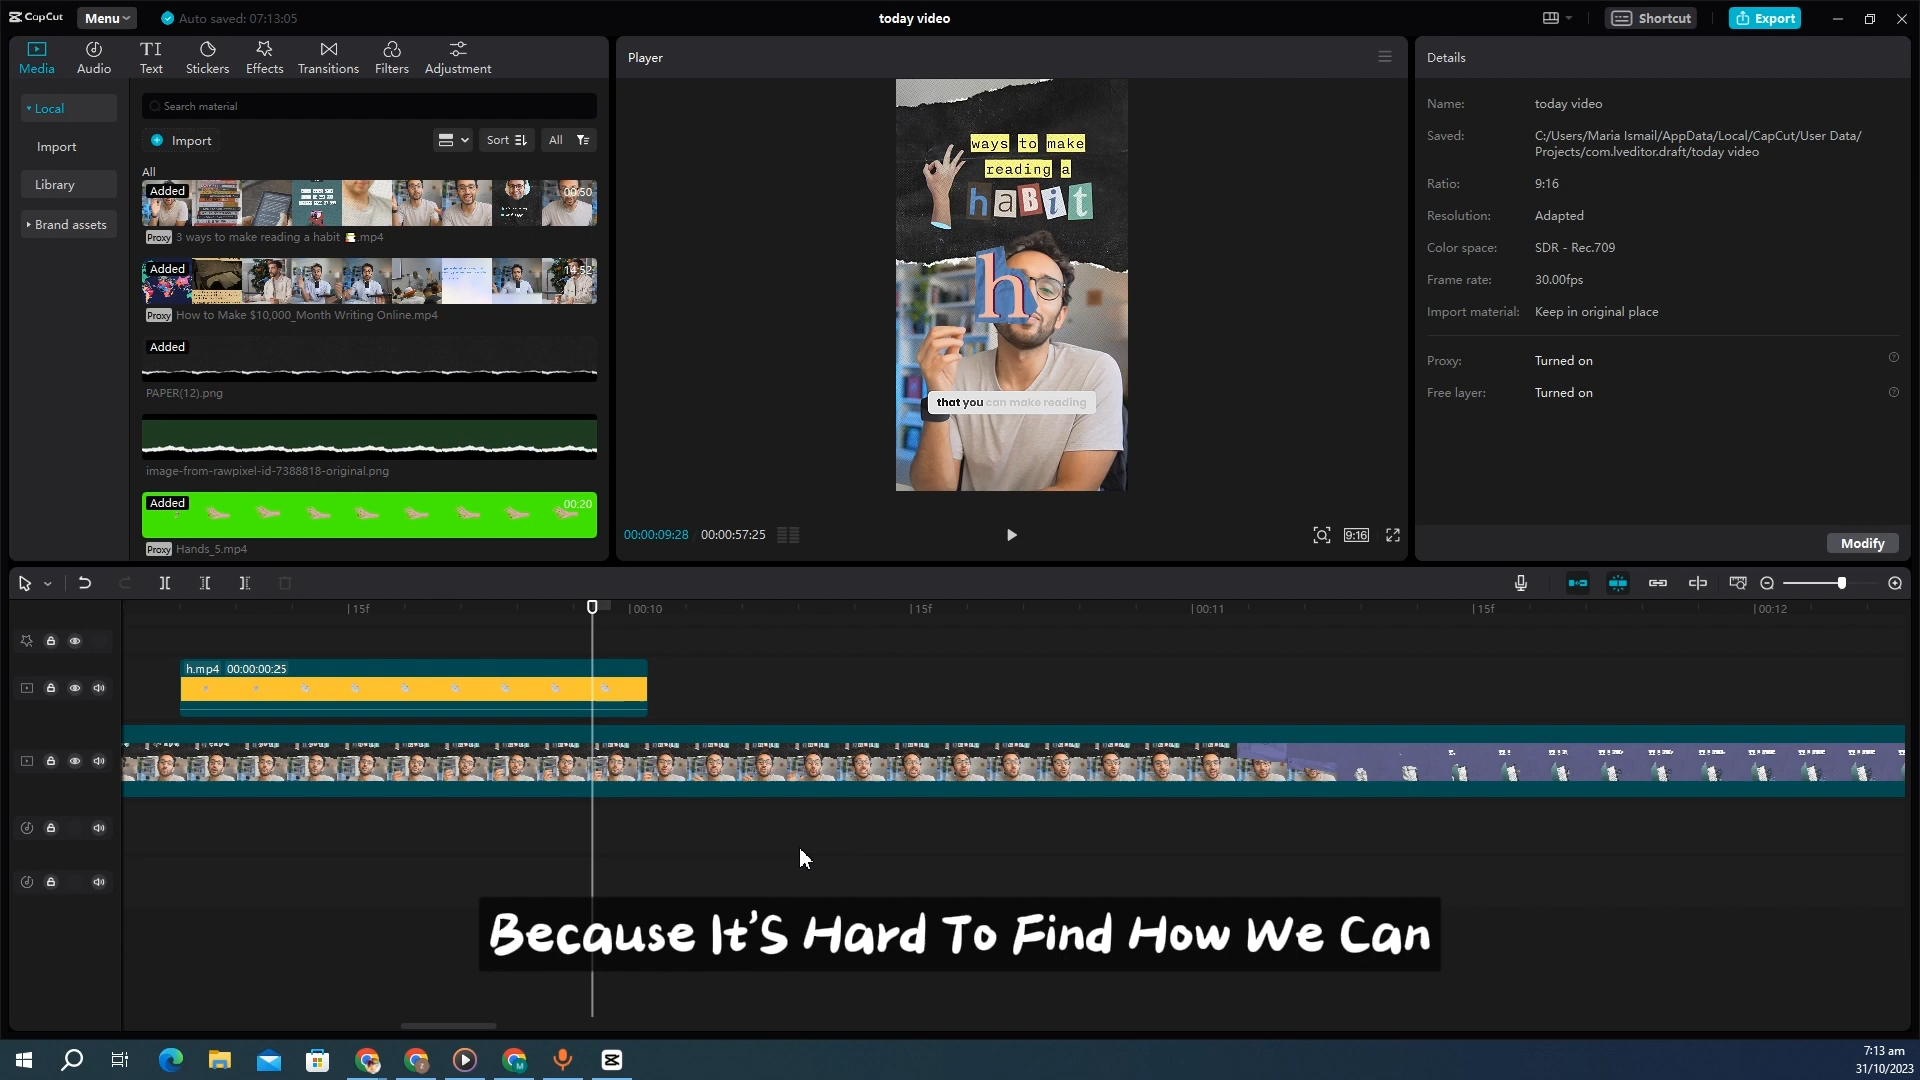 CapCut
Menu
Auto saved: 07:13:05
today video
Shortcut
Export
Media
Audio
TI
Text
Stickers
Effects
Transitions
Filters
Adjustment
Local
Import
Library
Brand assets
Search material
Import
Sort
All
All
Added
00:50
Proxy 3 ways to make reading a habit .mp4
Added
14:52
Proxy How to Make $10,000_Month Writing Online.mp4
Added
PAPER(12).png
image-from-rawpixel-id-7388818-original.png
Added
00:20
Proxy Hands_5.mp4
Player
ways to make
reading a
haBit
h
that you can make reading
00:00:09:28
00:00:57:25
9:16
Details
Name: today video
Saved: C:/Users/Maria Ismail/AppData/Local/CapCut/User Data/
Projects/com.lveditor.draft/today video
Ratio: 9:16
Resolution: Adapted
Color space: SDR - Rec.709
Frame rate: 30.00fps
Import material: Keep in original place
Proxy: Turned on
Free layer: Turned on
Modify
15f
00:10
15f
00:11
15f
00:12
h.mp4 00:00:00:25
Because It'S Hard To Find How We Can
7:13 am
31/10/2023